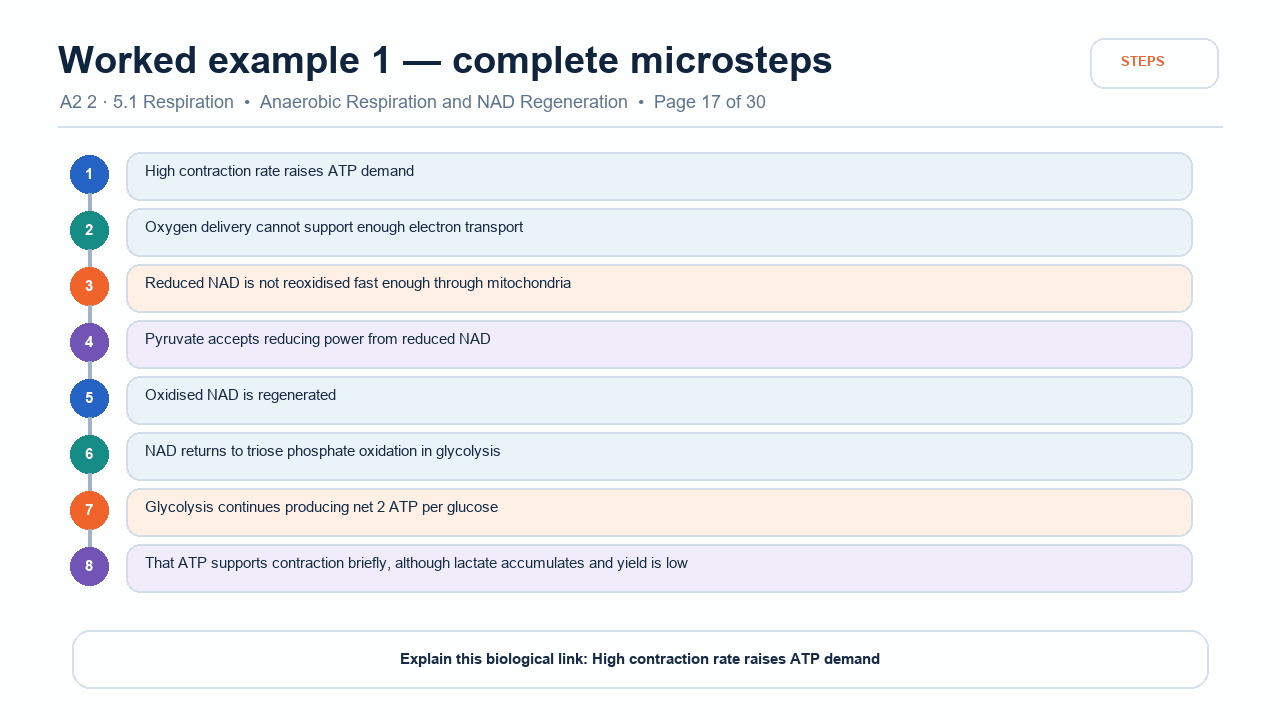 Worked example 1 — complete microsteps
STEPS
A2 2 · 5.1 Respiration • Anaerobic Respiration and NAD Regeneration • Page 17 of 30
1 High contraction rate raises ATP demand
2 Oxygen delivery cannot support enough electron transport
3 Reduced NAD is not reoxidised fast enough through mitochondria
4 Pyruvate accepts reducing power from reduced NAD
5 Oxidised NAD is regenerated
6 NAD returns to triose phosphate oxidation in glycolysis
7 Glycolysis continues producing net 2 ATP per glucose
8 That ATP supports contraction briefly, although lactate accumulates and yield is low
Explain this biological link: High contraction rate raises ATP demand